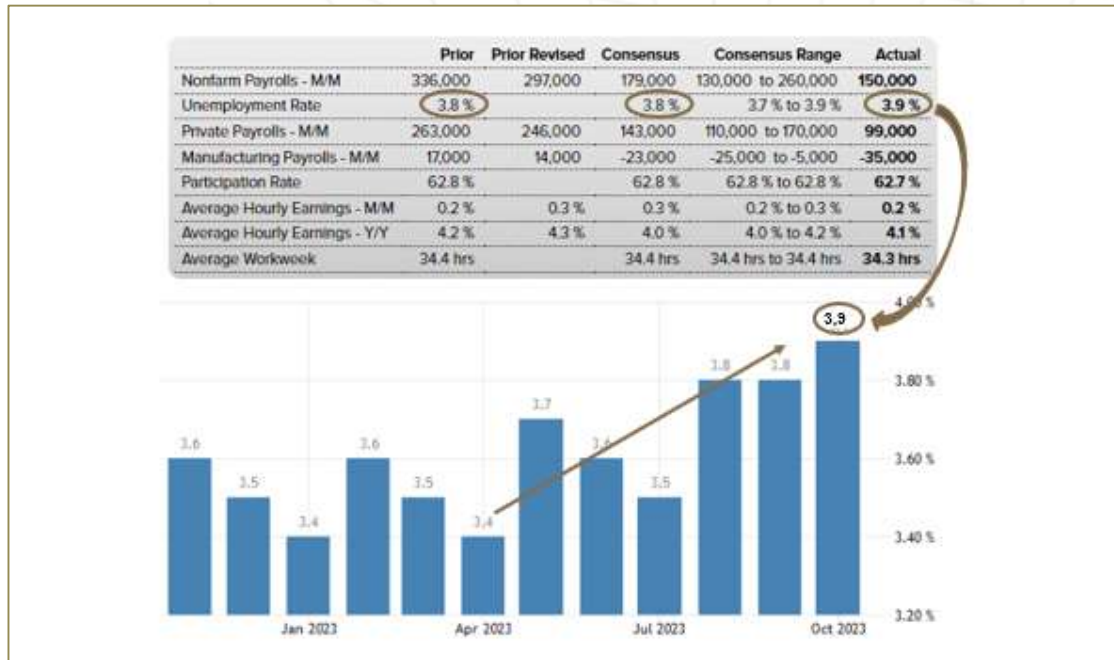 Prior Prior Revised Consensus Consensus Range Actual
Nonfarm Payrolls - M/M 336,000 297,000 179,000 130,000 to 260,000 150,000
Unemployment Rate 3.8 % 3.8 % 3.7 % to 3.9 % 3.9 %
Private Payrolls - M/M 263,000 246,000 143,000 110,000 to 170,000 99,000
Manufacturing Payrolls - M/M 17,000 14,000 -23,000 -25,000 to -5,000 -35,000
Participation Rate 62.8 % 62.8 % 62.8 % to 62.8 % 62.7 %
Average Hourly Earnings - M/M 0.2 % 0.3 % 0.3 % 0.2 % to 0.3 % 0.2 %
Average Hourly Earnings - Y/Y 4.2 % 4.3 % 4.0 % 4.0 % to 4.2 % 4.1 %
Average Workweek 34.4 hrs 34.4 hrs 34.4 hrs to 34.4 hrs 34.3 hrs
4.00 %
3,9
3.8 3.8
3.80 %
3.7
3.6 3.6 3.6
3.60 %
3.5 3.5 3.5
3.4 3.4
3.40 %
3.20 %
Jan 2023 Apr 2023 Jul 2023 Oct 2023